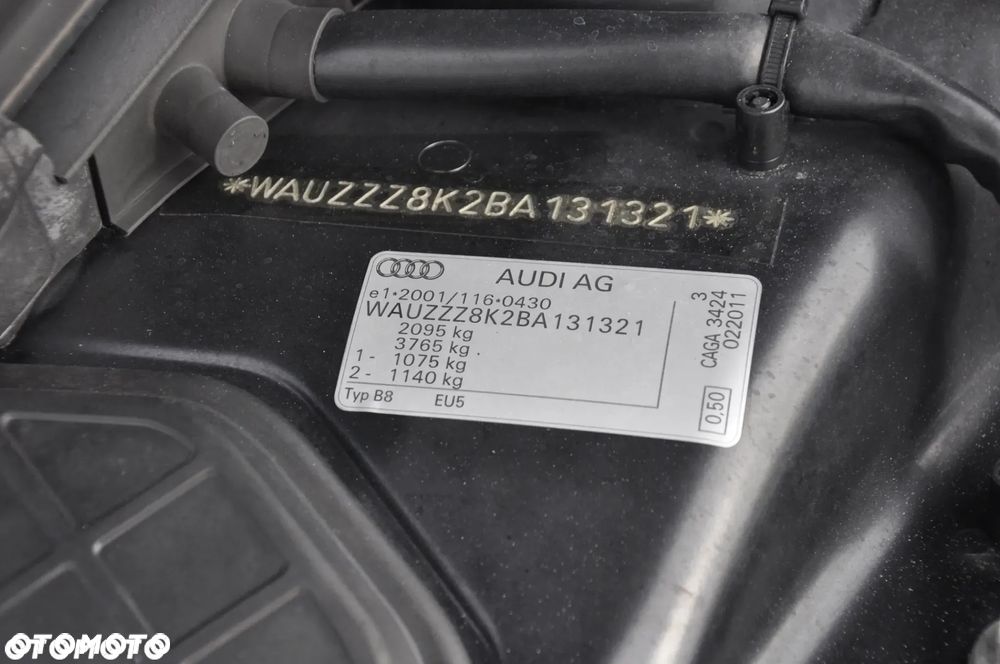 *WAUZZZ8K2BA131321*
AUDI AG
e1*2001/116*0430
WAUZZZ8K2BA131321
2095 kg
3765 kg
1- 1075 kg
2- 1140 kg
Typ B8 EU5
3
CAGA 3424
022011
0,50
OTOMOTO